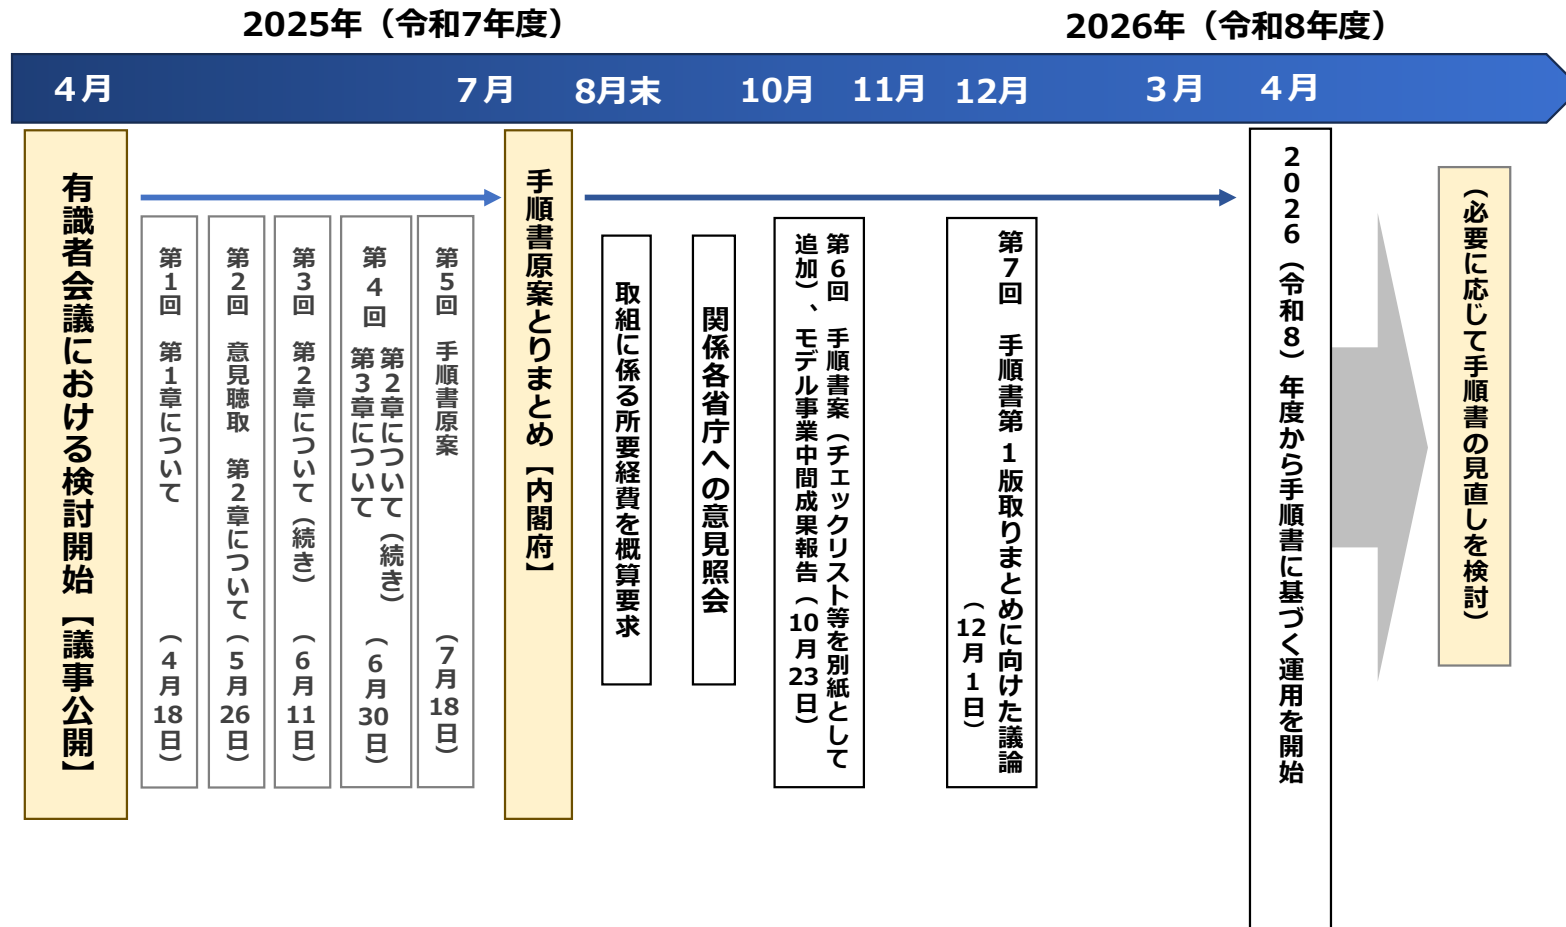 2025年（令和7年度）
2026年（令和8年度）
４月
７月
8月末
10月
11月
12月
３月
４月
有識者会議における検討開始【議事公開】
第1回　第１章について　（４月18日）
第2回　意見聴取　第２章について（５月26日）
第3回　第２章について（続き）　（６月11日）
第４回　第２章について（続き）
第３章について　（６月30日）
第５回　手順書原案　（７月18日）
手順書原案とりまとめ【内閣府】
取組に係る所要経費を概算要求
関係各省庁への意見照会
第６回　手順書案（チェックリスト等を別紙として
追加）、モデル事業中間成果報告（10月23日）
第７回　手順書第１版取りまとめに向けた議論
（12月１日）
２０２６（令和８）年度から手順書に基づく運用を開始
（必要に応じて手順書の見直しを検討）